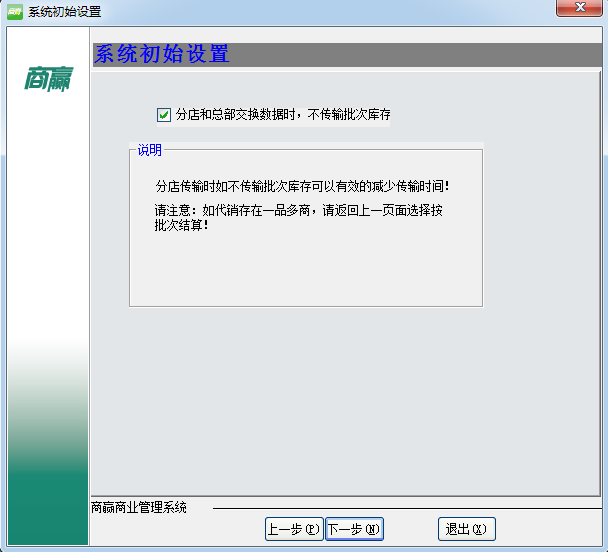 商赢 系统初始设置
系统初始设置
商赢
分店和总部交换数据时，不传输批次库存
说明
分店传输时如不传输批次库存可以有效的减少传输时间！
请注意：如代销存在一品多商，请返回上一页面选择按
批次结算！
商赢商业管理系统
上一步(P) 下一步(N) 退出(X)